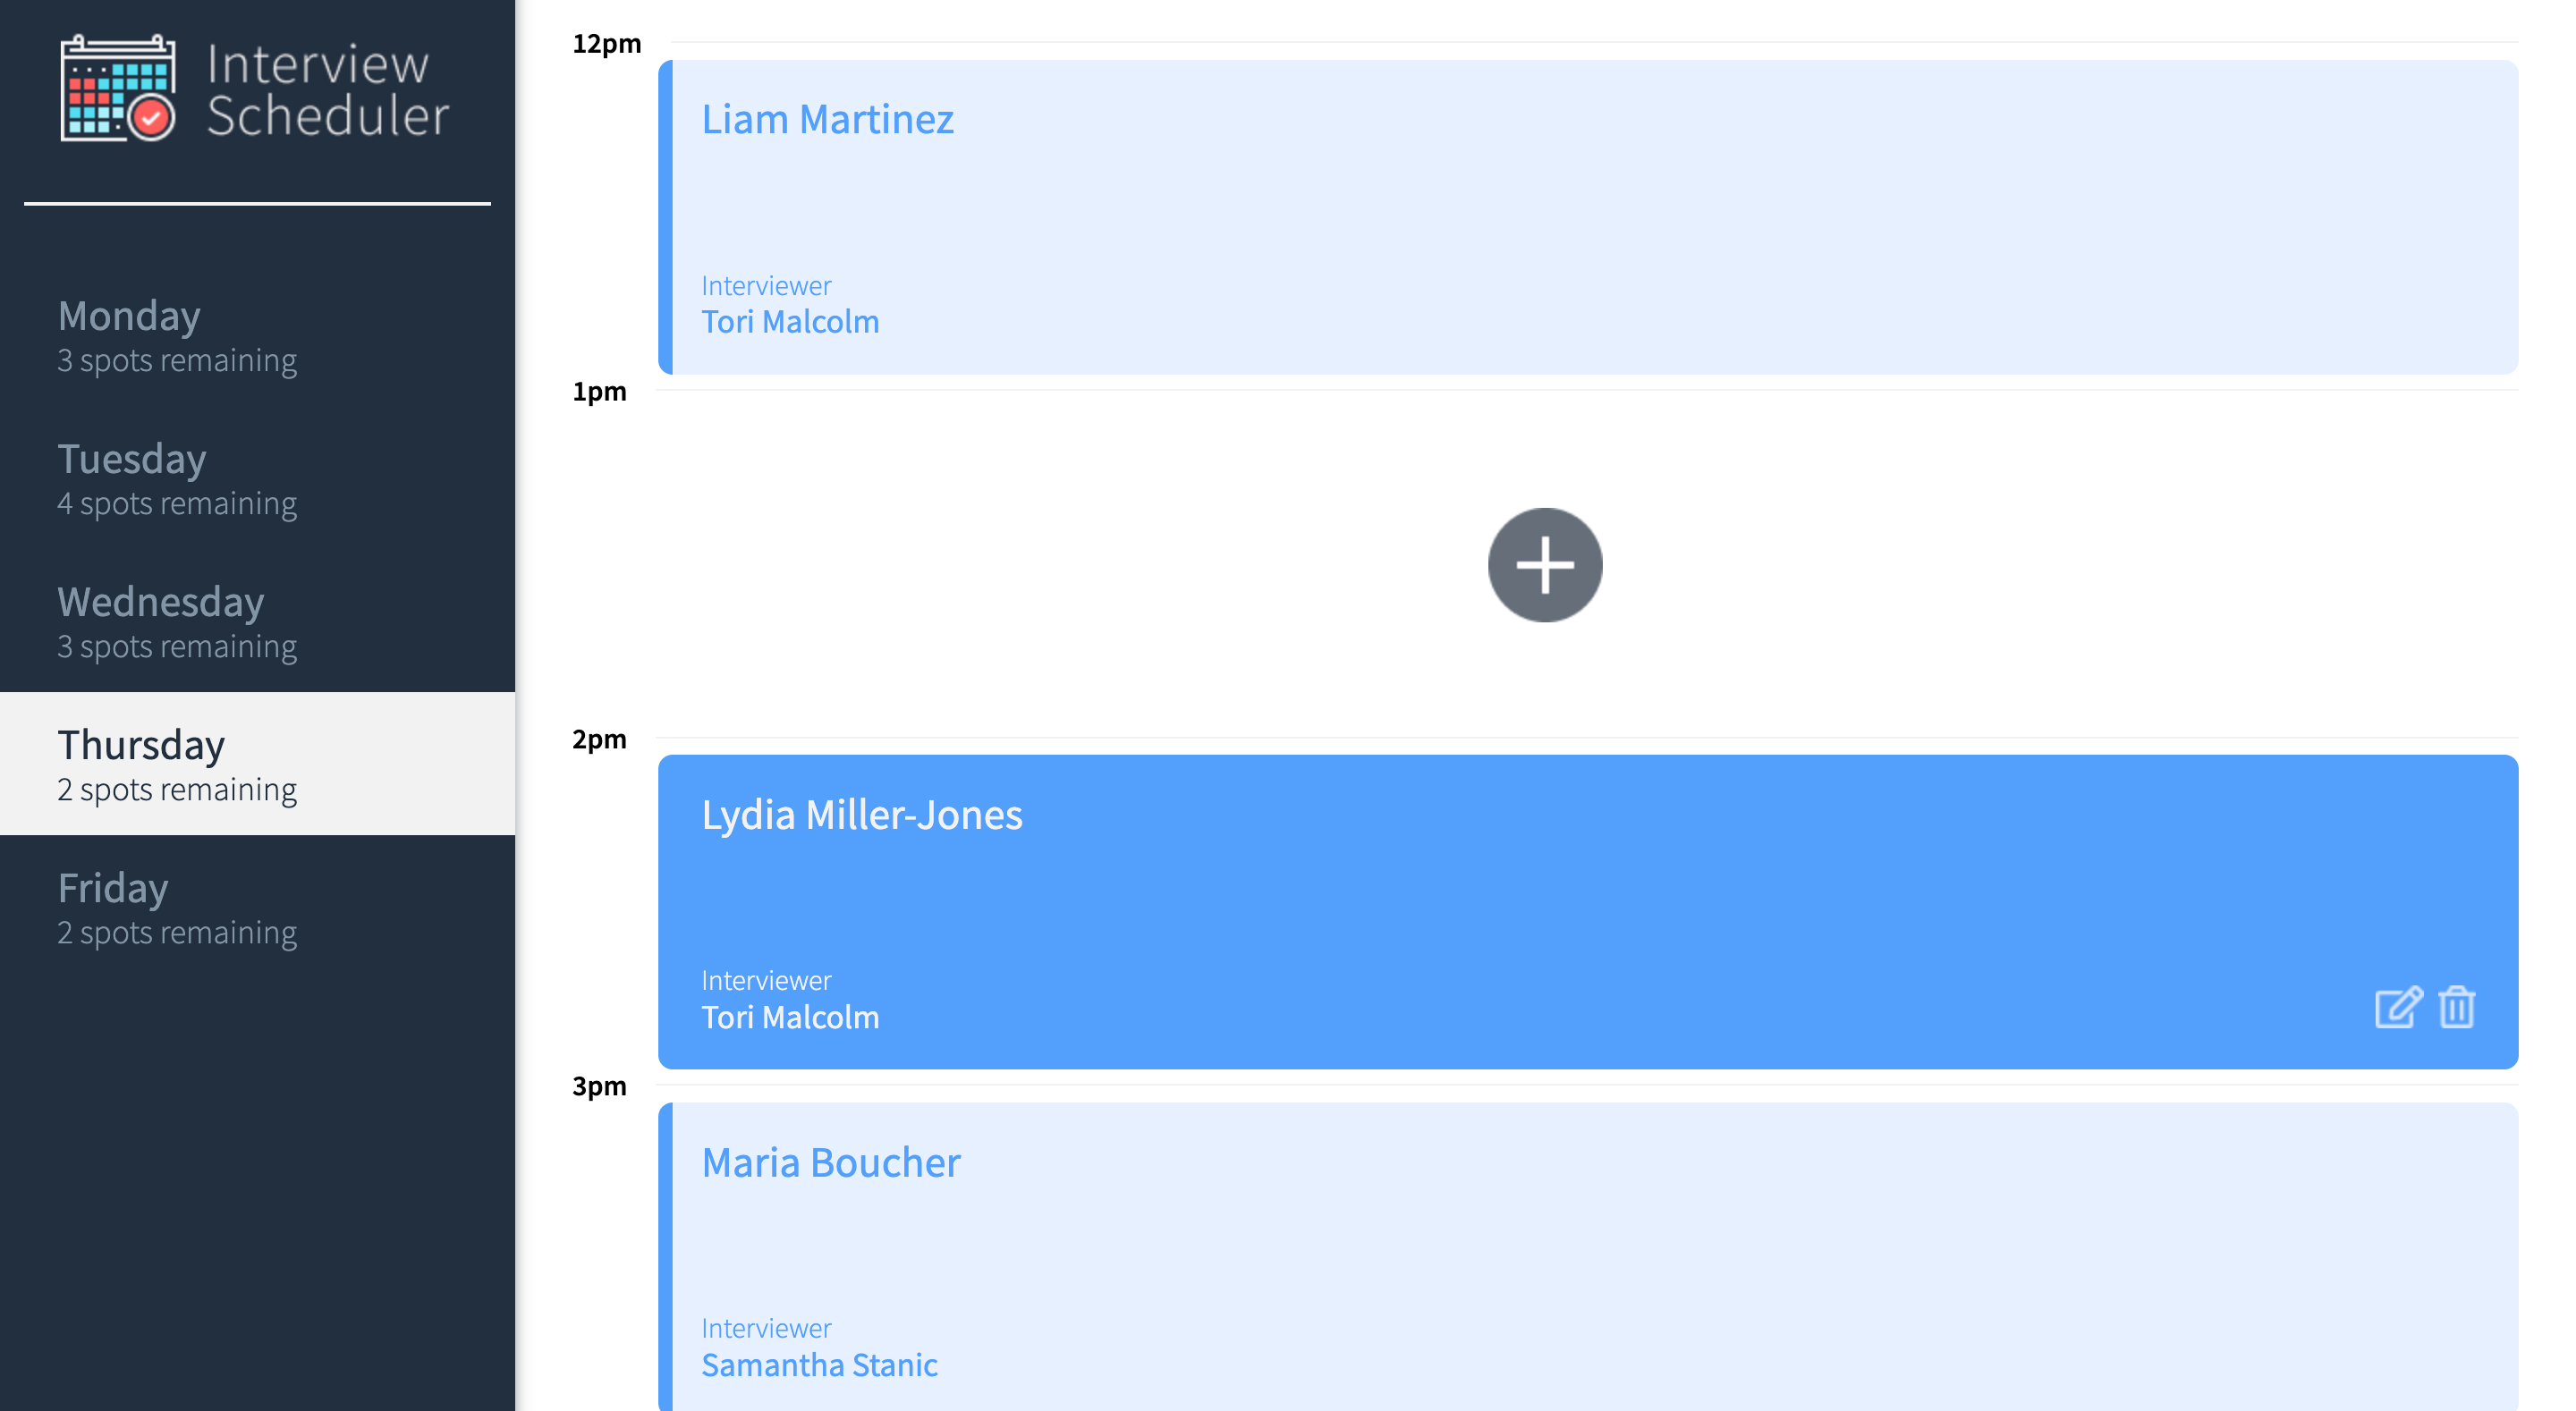 Interview
Scheduler
Monday
3 spots remaining
Tuesday
4 spots remaining
Wednesday
3 spots remaining
Thursday
2 spots remaining
Friday
2 spots remaining
12pm
Liam Martinez
Interviewer
Tori Malcolm
1pm
2pm
Lydia Miller-Jones
Interviewer
Tori Malcolm
3pm
Maria Boucher
Interviewer
Samantha Stanic